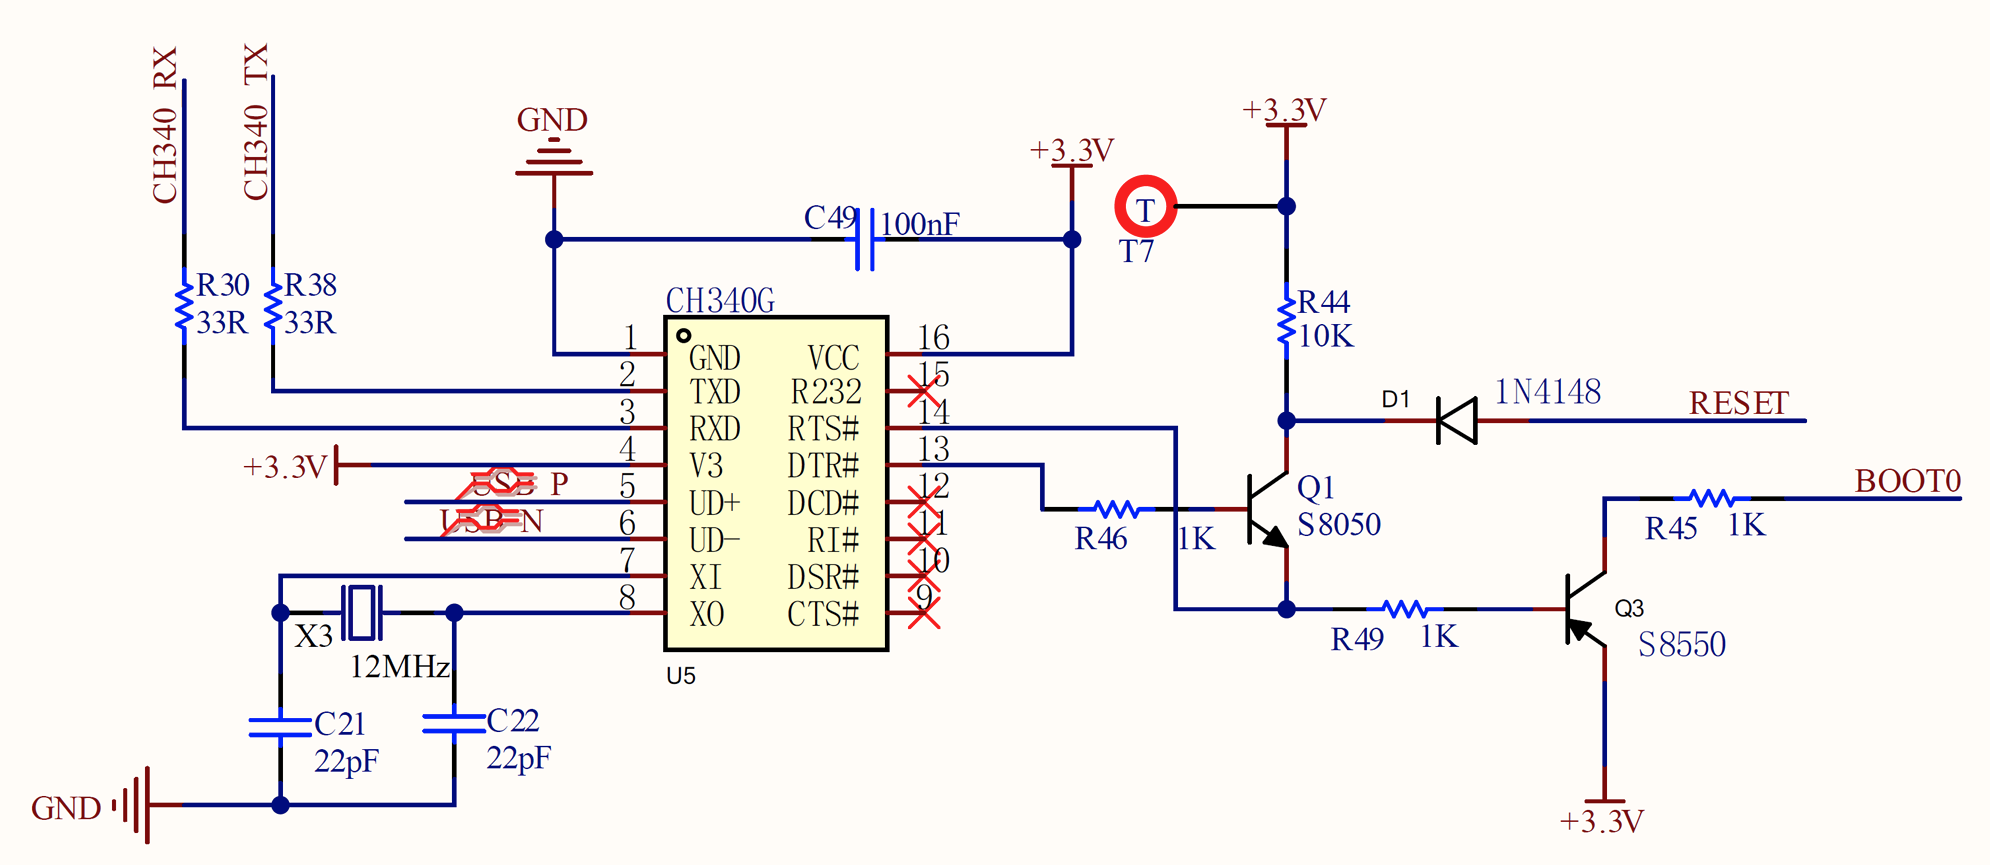 CH340 RX
CH340 TX
GND
+3.3V
+3.3V
C49
100nF
T
T7
R30
33R
R38
33R
CH340G
R44
10K
1
GND
VCC
16
2
TXD
R232
15
3
RXD
RTS#
14
+3.3V
4
V3
DTR#
13
USB P
5
UD+
DCD#
12
USB N
6
UD-
RI#
11
7
XI
DSR#
10
8
XO
CTS#
9
D1
1N4148
RESET
Q1
S8050
R46
1K
BOOT0
R45
1K
R49
1K
Q3
S8550
X3
12MHz
U5
C21
22pF
C22
22pF
GND
+3.3V